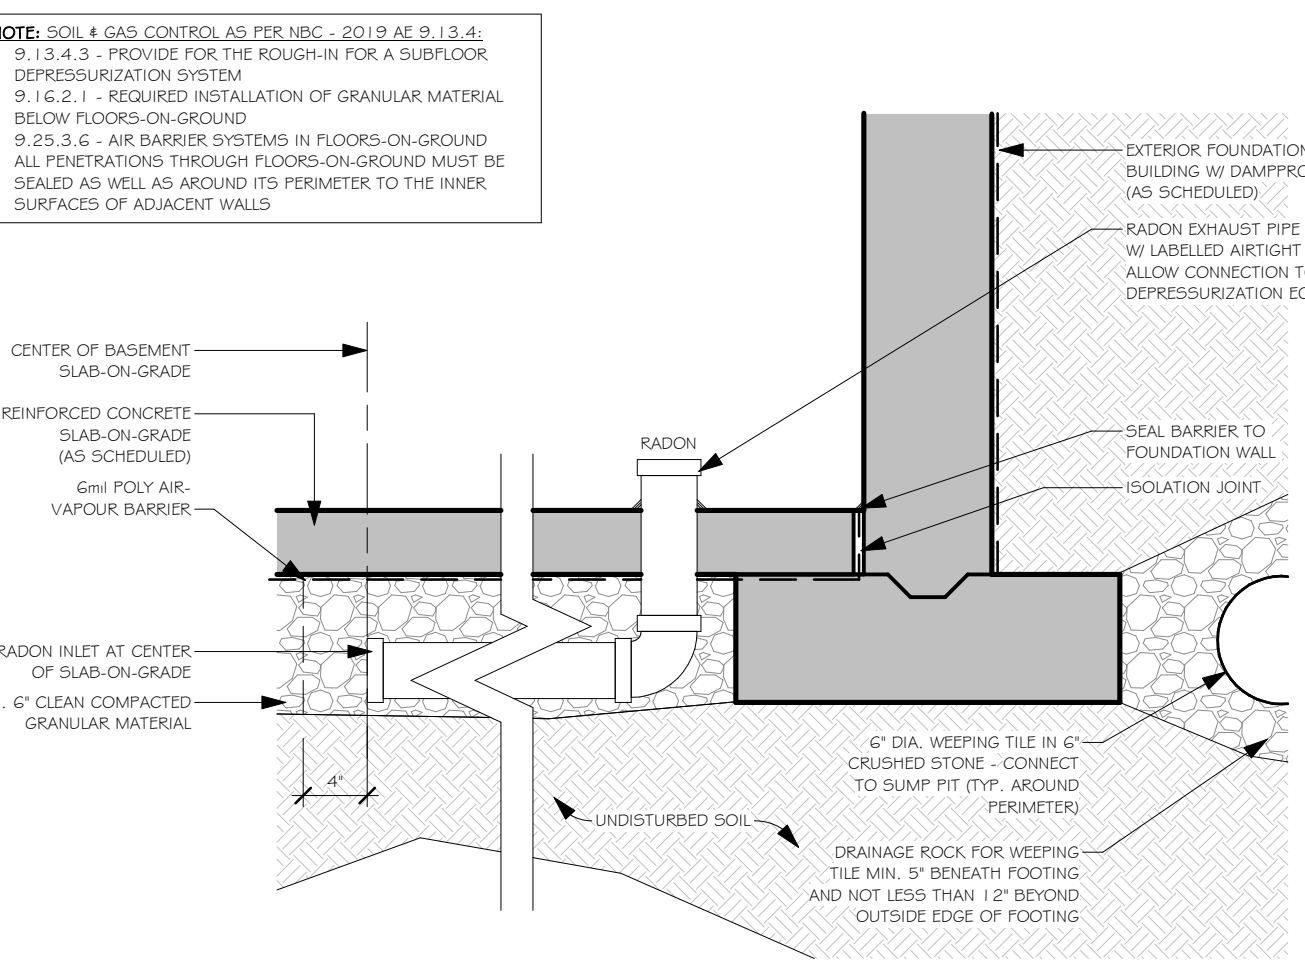 NOTE: SOIL & GAS CONTROL AS PER NBC - 2019 AE 9.13.4:
9.13.4.3 - PROVIDE FOR THE ROUGH-IN FOR A SUBFLOOR
DEPRESSURIZATION SYSTEM
9.16.2.1 - REQUIRED INSTALLATION OF GRANULAR MATERIAL
BELOW FLOORS-ON-GROUND
9.25.3.6 - AIR BARRIER SYSTEMS IN FLOORS-ON-GROUND
ALL PENETRATIONS THROUGH FLOORS-ON-GROUND MUST BE
SEALED AS WELL AS AROUND ITS PERIMETER TO THE INNER
SURFACES OF ADJACENT WALLS
EXTERIOR FOUNDATION
BUILDING W/ DAMPPRO
(AS SCHEDULED)
RADON EXHAUST PIPE
W/ LABELLED AIRTIGHT
ALLOW CONNECTION TO
DEPRESSURIZATION EQ
CENTER OF BASEMENT
SLAB-ON-GRADE
REINFORCED CONCRETE
SLAB-ON-GRADE
(AS SCHEDULED)
6mil POLY AIR-
VAPOUR BARRIER
RADON
SEAL BARRIER TO
FOUNDATION WALL
ISOLATION JOINT
RADON INLET AT CENTER
OF SLAB-ON-GRADE
. 6" CLEAN COMPACTED
GRANULAR MATERIAL
4"
UNDISTURBED SOIL
6" DIA. WEEPING TILE IN 6"
CRUSHED STONE - CONNECT
TO SUMP PIT (TYP. AROUND
PERIMETER)
DRAINAGE ROCK FOR WEEPING
TILE MIN. 5" BENEATH FOOTING
AND NOT LESS THAN 12" BEYOND
OUTSIDE EDGE OF FOOTING